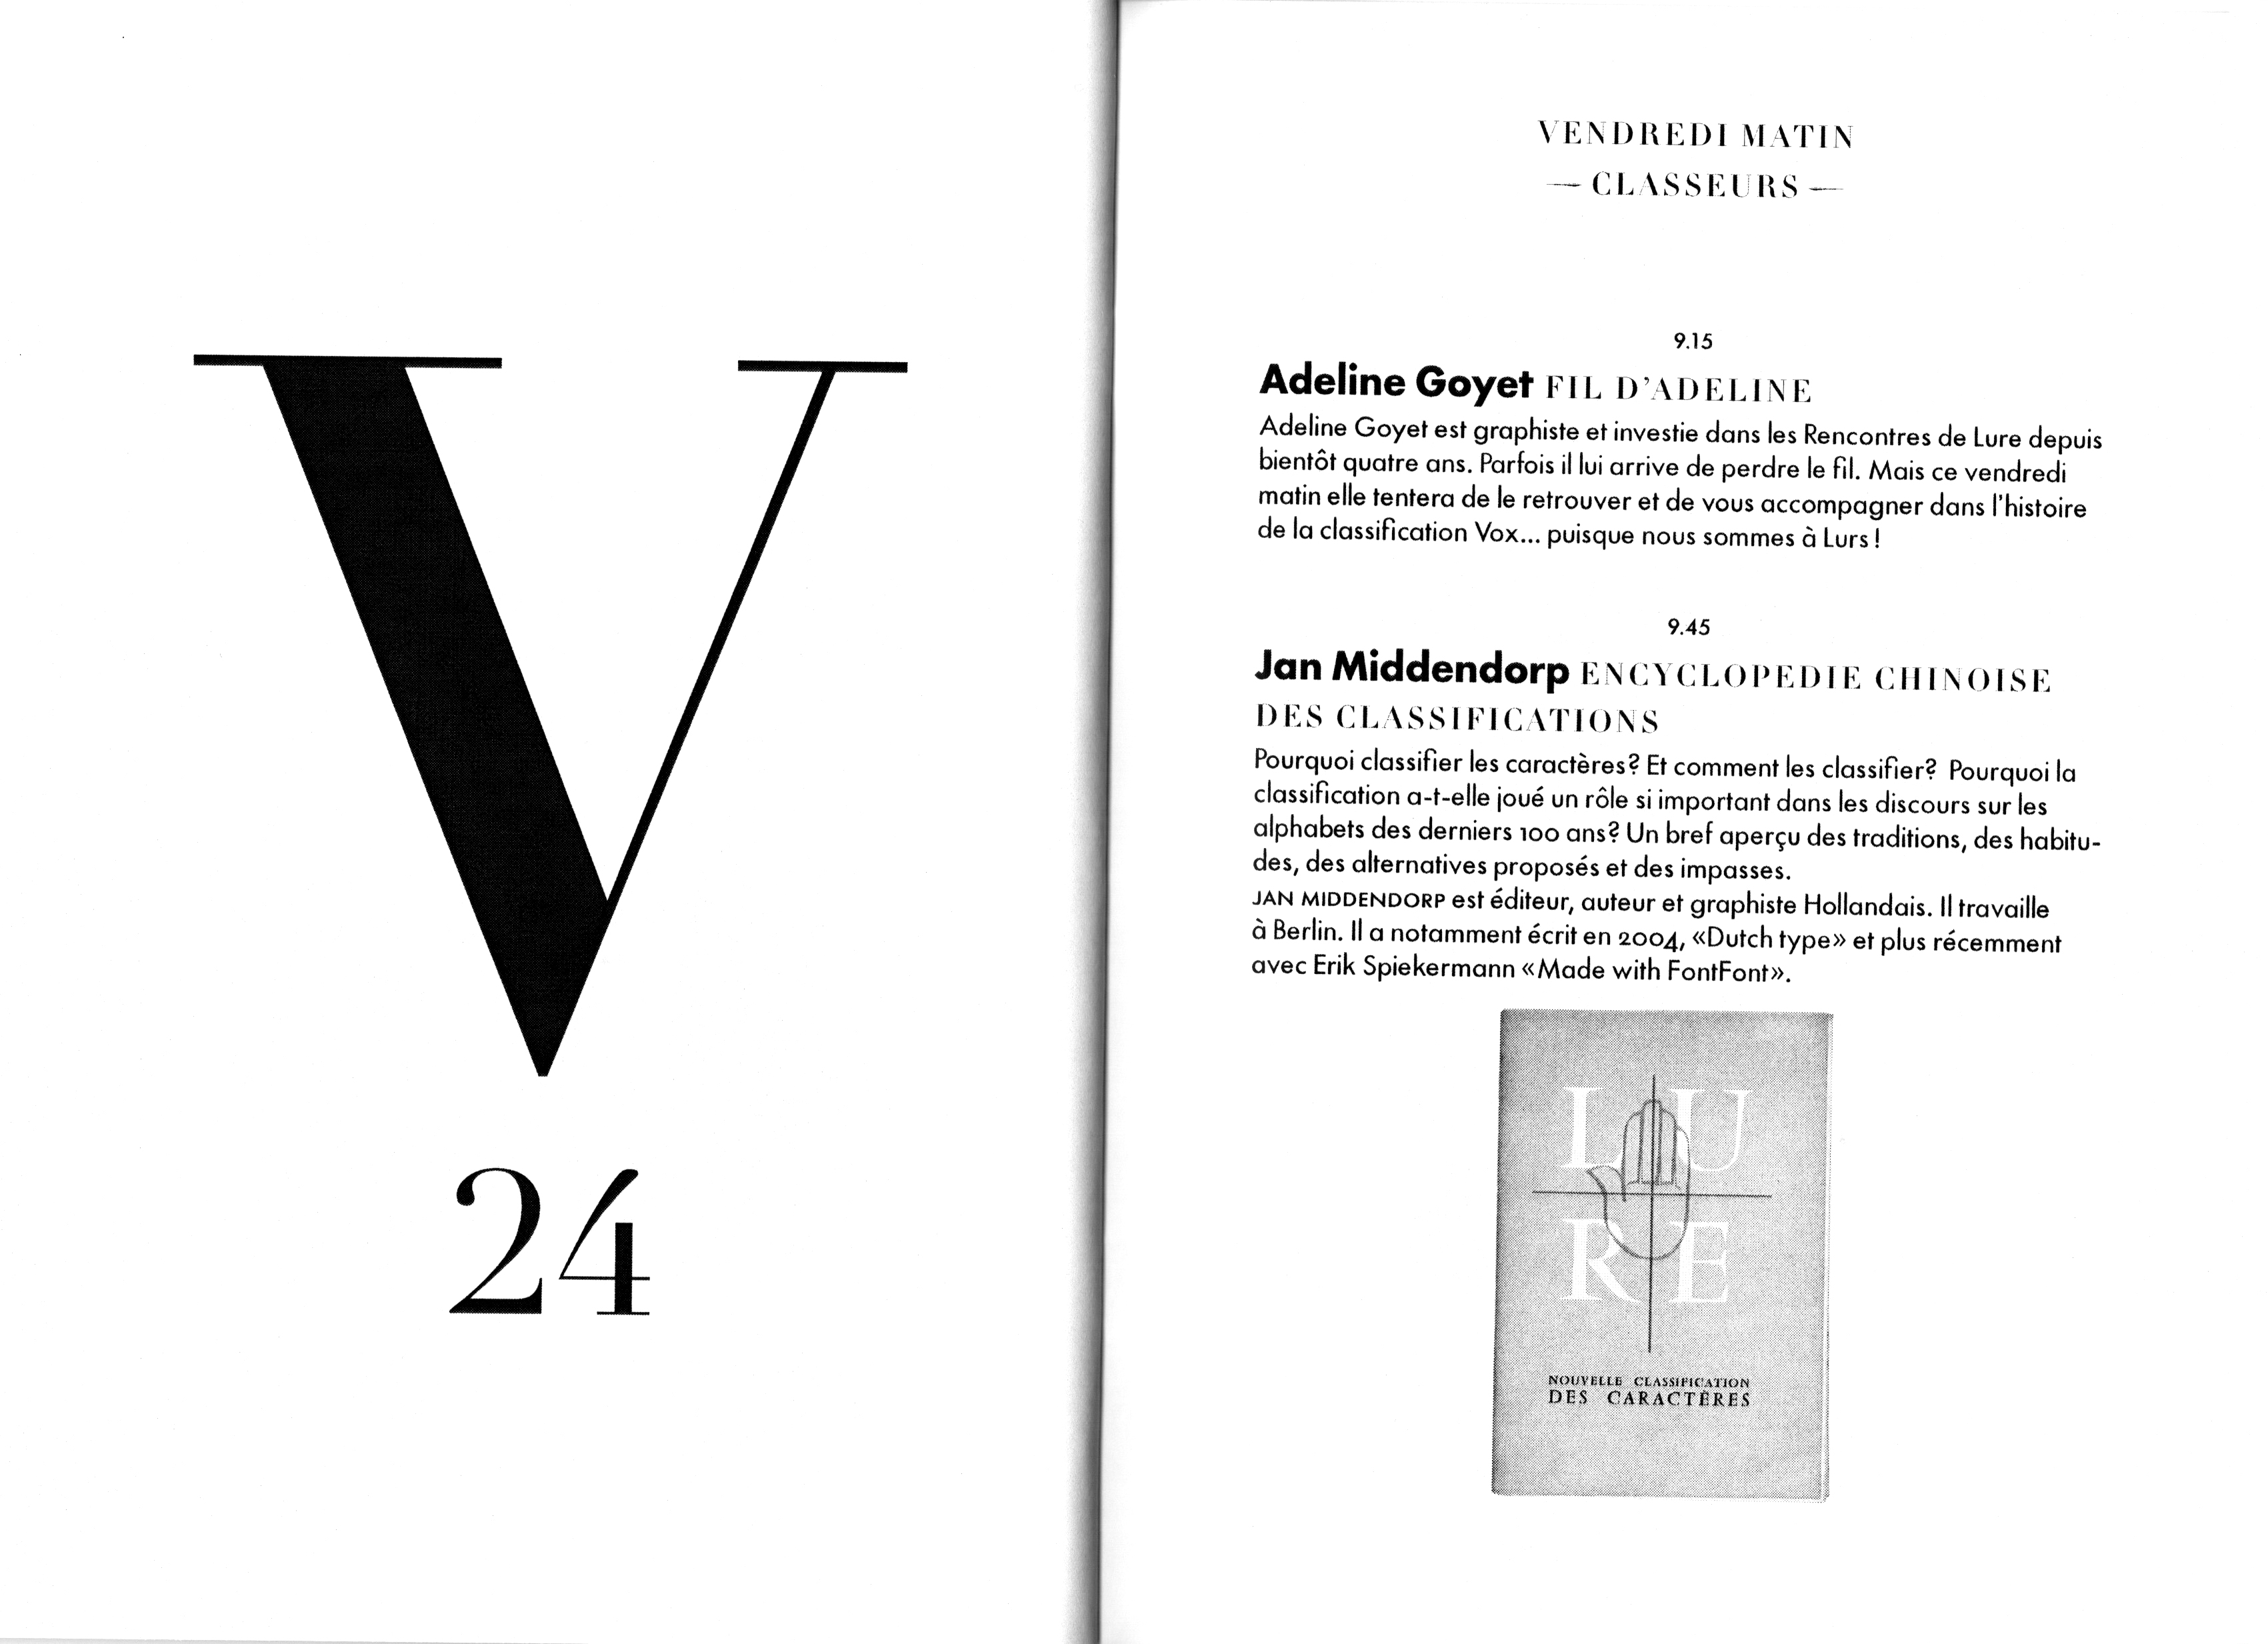 V
24
VENDREDI MATIN
— CLASSEURS —
9.15
Adeline Goyet FIL D'ADELINE
Adeline Goyet est graphiste et investie dans les Rencontres de Lure depuis
bientôt quatre ans. Parfois il lui arrive de perdre le fil. Mais ce vendredi
matin elle tentera de le retrouver et de vous accompagner dans l'histoire
de la classification Vox... puisque nous sommes à Lurs !
9.45
Jan Middendorp ENCYCLOPEDIE CHINOISE
DES CLASSIFICATIONS
Pourquoi classifier les caractères? Et comment les classifier? Pourquoi la
classification a-t-elle joué un rôle si important dans les discours sur les
alphabets des derniers 100 ans? Un bref aperçu des traditions, des habitu-
des, des alternatives proposés et des impasses.
JAN MIDDENDORP est éditeur, auteur et graphiste Hollandais. Il travaille
à Berlin. Il a notamment écrit en 2004, «Dutch type» et plus récemment
avec Erik Spiekermann «Made with FontFont».
LU
RE
NOUVELLE CLASSIFICATION
DES CARACTÈRES